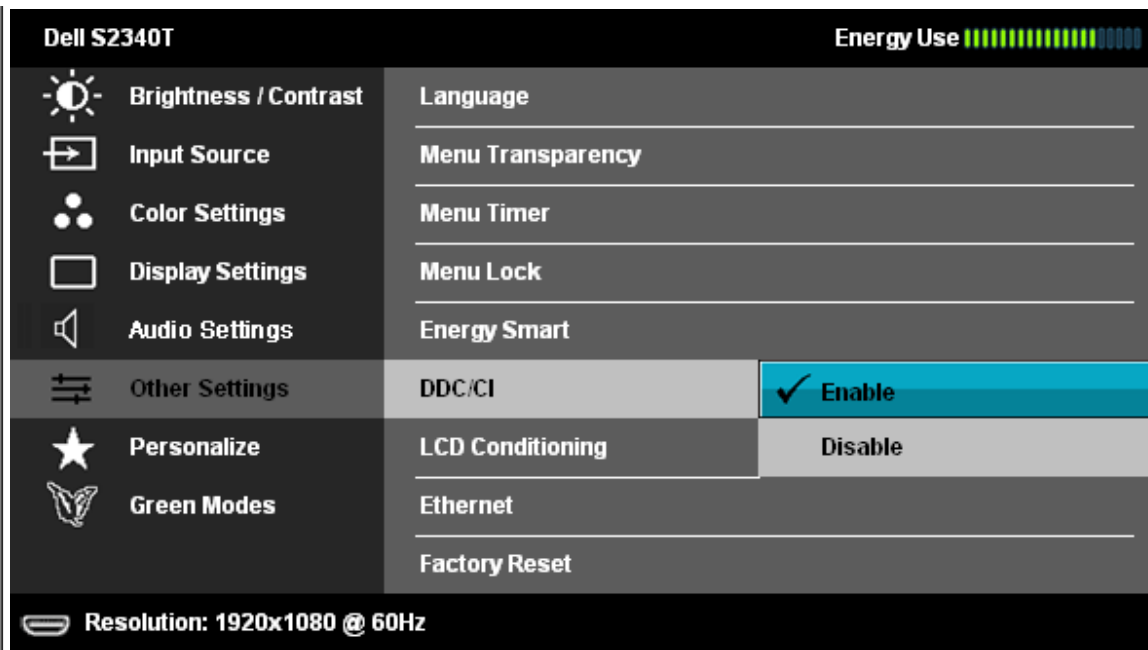 Dell S2340T
Energy Use
Brightness / Contrast
Input Source
Color Settings
Display Settings
Audio Settings
Other Settings
Personalize
Green Modes
Language
Menu Transparency
Menu Timer
Menu Lock
Energy Smart
DDC/CI
LCD Conditioning
Ethernet
Factory Reset
Enable
Disable
Resolution: 1920x1080 @ 60Hz